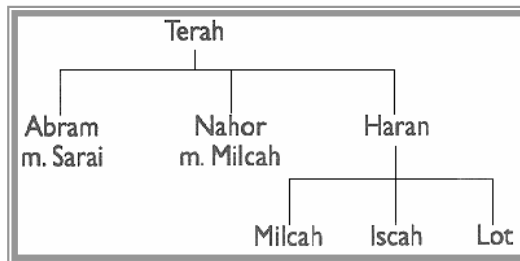 Terah
Abram Nahor Haran
m. Sarai m. Milcah
Milcah Iscah Lot